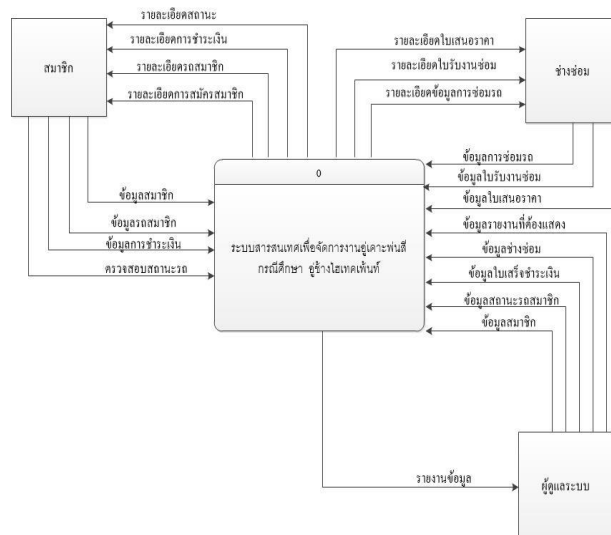 รายละเอียดสถานะ
รายละเอียดการชำระเงิน
รายละเอียดรถสมาชิก
รายละเอียดการสมัครสมาชิก
สมาชิก
รายละเอียดใบเสนอราคา
รายละเอียดใบรับงานซ่อม
รายละเอียดข้อมูลการซ่อมรถ
ช่างซ่อม
0
ระบบสารสนเทศเพื่อจัดการงานอู่เคาะพ่นสี
กรณีศึกษา อู่ช้างไฮเทคเพ้นท์
ข้อมูลสมาชิก
ข้อมูลรถสมาชิก
ข้อมูลการชำระเงิน
ตรวจสอบสถานะรถ
ข้อมูลการซ่อมรถ
ข้อมูลใบรับงานซ่อม
ข้อมูลใบเสนอราคา
ข้อมูลรายงานที่ต้องแสดง
ข้อมูลช่างซ่อม
ข้อมูลใบเสร็จชำระเงิน
ข้อมูลสถานะรถสมาชิก
ข้อมูลสมาชิก
รายงานข้อมูล
ผู้ดูแลระบบ